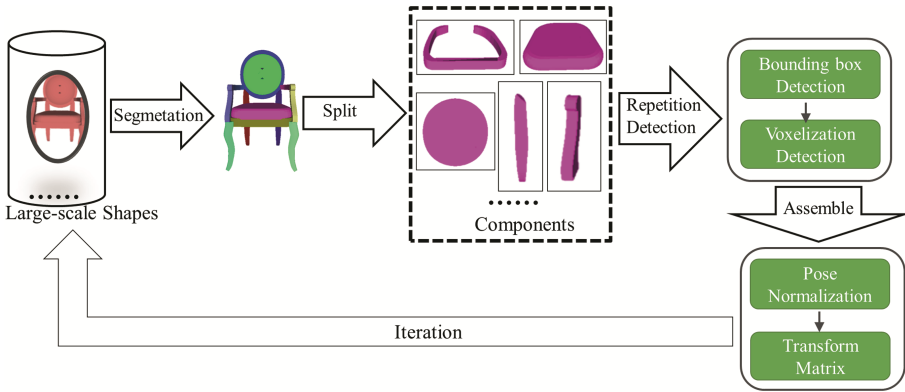 Large-scale Shapes
Segmetation
Split
Components
Repetition
Detection
Bounding box
Detection
Voxelization
Detection
Assemble
Pose
Normalization
Transform
Matrix
Iteration